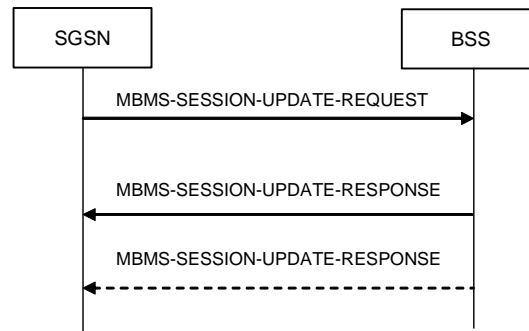 SGSN
BSS
MBMS-SESSION-UPDATE-REQUEST
MBMS-SESSION-UPDATE-RESPONSE
MBMS-SESSION-UPDATE-RESPONSE